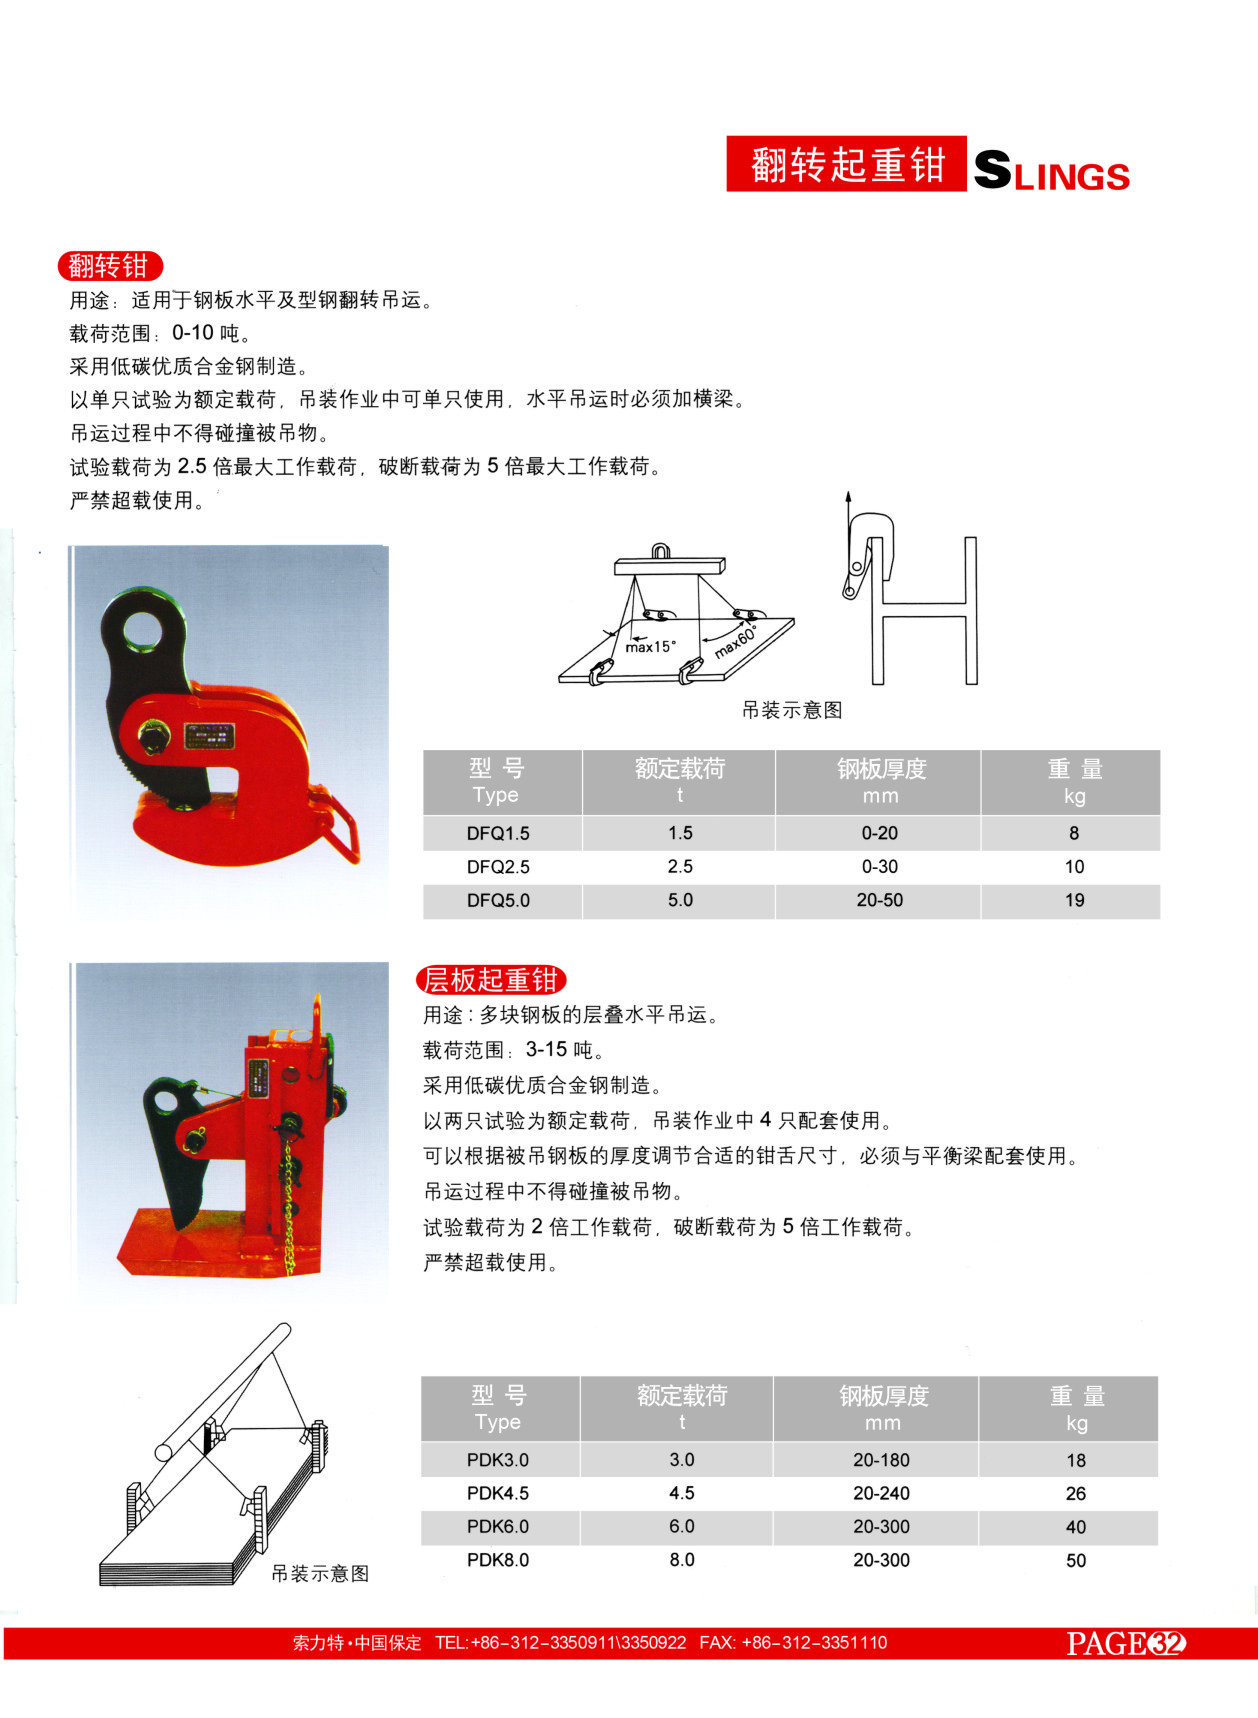 翻转起重钳 SLINGS
翻转钳
用途：适用于钢板水平及型钢翻转吊运。
载荷范围：0-10 吨。
采用低碳优质合金钢制造。
以单只试验为额定载荷，吊装作业中可单只使用，水平吊运时必须加横梁。
吊运过程中不得碰撞被吊物。
试验载荷为 2.5 倍最大工作载荷，破断载荷为 5 倍最大工作载荷。
严禁超载使用。
max15°
max60°
吊装示意图
型 号 额定载荷 钢板厚度 重 量
Type t mm kg
DFQ1.5 1.5 0-20 8
DFQ2.5 2.5 0-30 10
DFQ5.0 5.0 20-50 19
层板起重钳
用途：多块钢板的层叠水平吊运。
载荷范围：3-15 吨。
采用低碳优质合金钢制造。
以两只试验为额定载荷，吊装作业中 4 只配套使用。
可以根据被吊钢板的厚度调节合适的钳舌尺寸，必须与平衡梁配套使用。
吊运过程中不得碰撞被吊物。
试验载荷为 2 倍工作载荷，破断载荷为 5 倍工作载荷。
严禁超载使用。
吊装示意图
型 号 额定载荷 钢板厚度 重 量
Type t mm kg
PDK3.0 3.0 20-180 18
PDK4.5 4.5 20-240 26
PDK6.0 6.0 20-300 40
PDK8.0 8.0 20-300 50
索力特·中国保定 TEL:+86-312-3350911\3350922 FAX: +86-312-3351110
PAGE 32